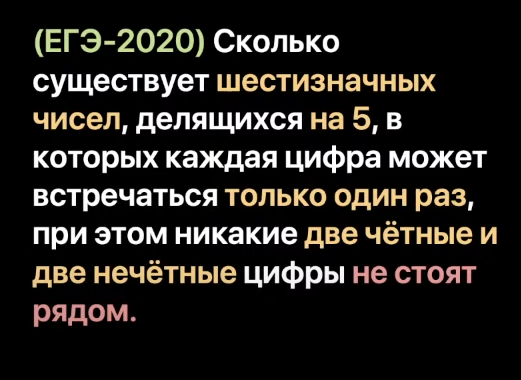 (ЕГЭ-2020) Сколько
существует шестизначных
чисел, делящихся на 5, в
которых каждая цифра может
встречаться только один раз,
при этом никакие две чётные и
две нечётные цифры не стоят
рядом.